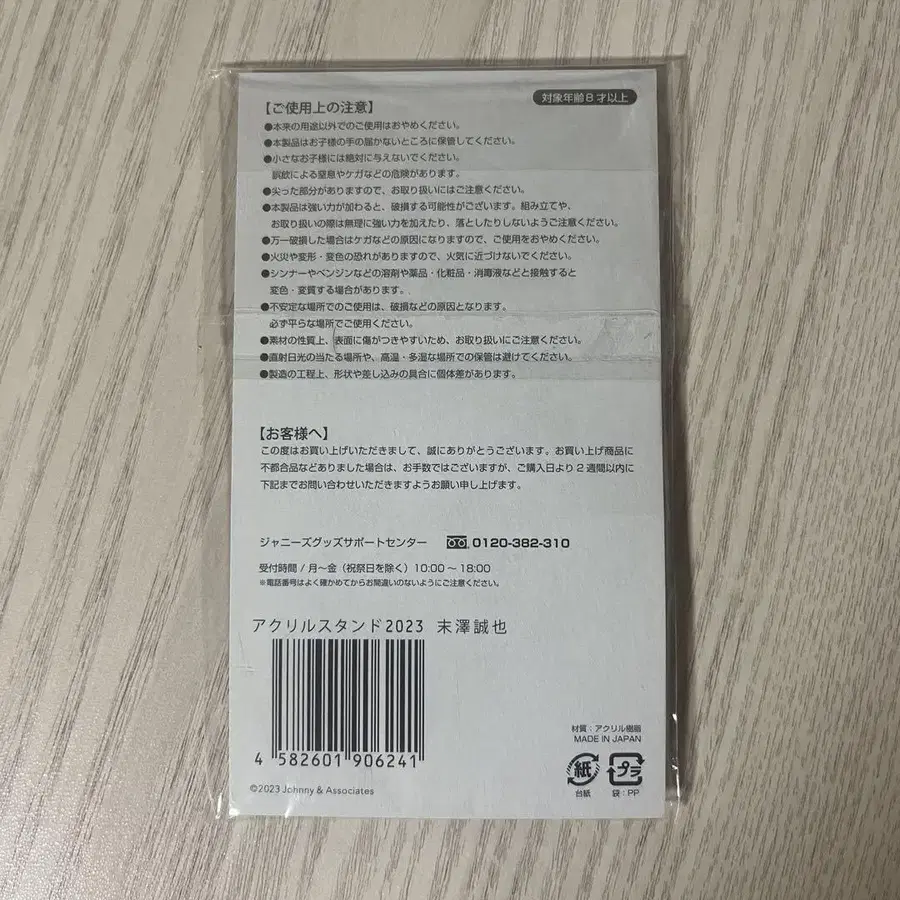 対象年齢8才以上
【ご使用上の注意】
●本来の用途以外でのご使用はおやめください。
●本製品はお子様の手の届かないところに保管してください。
●小さなお子様には絶対に与えないでください。
誤飲による窒息やケガなどの危険があります。
●尖った部分がありますので、お取り扱いにはご注意ください。
●本製品は強い力が加わると、破損する可能性がございます。組み立てや、
お取り扱いの際は無理に強い力を加えたり、落としたりしないようご注意ください。
●万一破損した場合はケガなどの原因になりますので、ご使用をおやめください。
●火災や変形・変色の恐れがありますので、火気に近づけないでください。
●シンナーやベンジンなどの溶剤や薬品・化粧品・消毒液などと接触すると
変色・変質する場合があります。
●不安定な場所でのご使用は、破損などの原因となります。
必ず平らな場所でご使用ください。
●素材の性質上、表面に傷がつきやすいため、お取り扱いにご注意ください。
●直射日光の当たる場所や、高温・多湿な場所での保管は避けてください。
●製造の工程上、形状や差し込みの具合に個体差があります。
【お客様へ】
この度はお買い上げいただきまして、誠にありがとうございます。お買い上げ商品に
不都合品などありました場合は、お手数ではございますが、ご購入日より2週間以内に
下記までお問い合わせいただきますようお願い申し上げます。
ジャニーズグッズサポートセンター 0120-382-310
受付時間 / 月～金（祝祭日を除く）10:00～18:00
※電話番号はよく確かめてからお間違いのないようにご注意ください。
アクリルスタンド2023 末澤誠也
4 582601 906241
©2023 Johnny & Associates
材質：アクリル樹脂
MADE IN JAPAN
紙 プラ
台紙 袋：PP